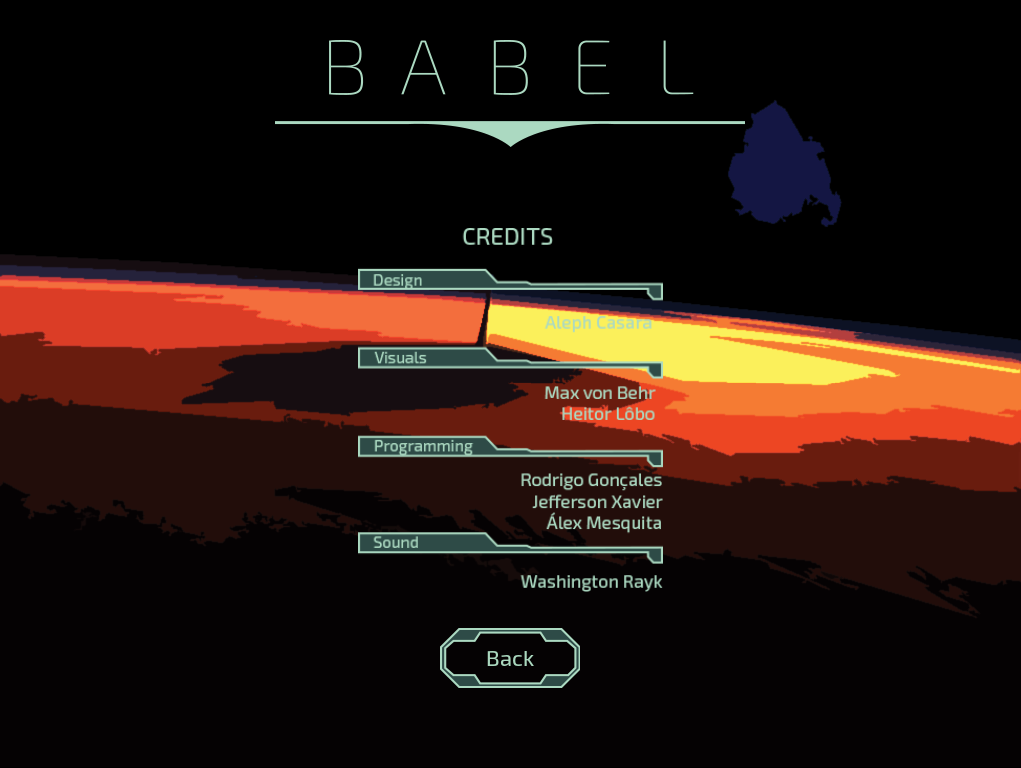 BABEL
CREDITS
Design
Aleph Casara
Visuals
Max von Behr
Heitor Lôbo
Programming
Rodrigo Gonçales
Jefferson Xavier
Álex Mesquita
Sound
Washington Rayk
Back